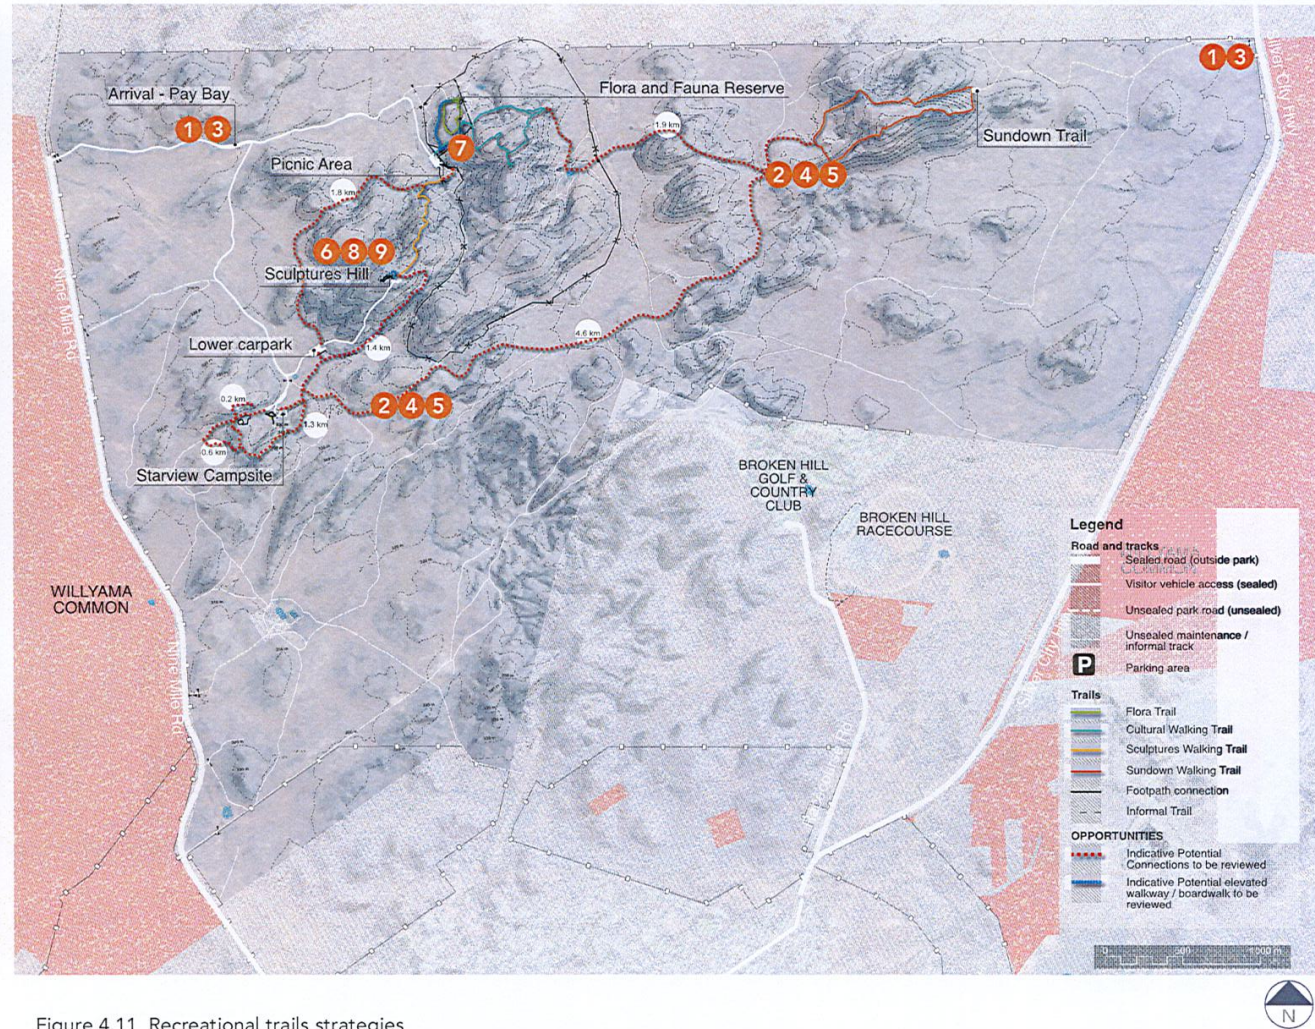 Arrival - Pay Bay
1 3
1 3
Flora and Fauna Reserve
1.9 km
Sundown Trail
7
Picnic Area
2 4 5
1.8 km
6 8 9
Sculptures Hill
4.6 km
Lower carpark
1.4 km
0.2 km
2 4 5
1.3 km
0.6 km
Starview Campsite
Nine Mile Rd
BROKEN HILL
GOLF &
COUNTRY
CLUB
BROKEN HILL
RACECOURSE
WILLYAMA
COMMON
Nine Mile Rd
City Hwy
Legend
Road and tracks
Sealed road (outside park)
Visitor vehicle access (sealed)
Unsealed park road (unsealed)
Unsealed maintenance /
informal track
P
Parking area
Trails
Flora Trail
Cultural Walking Trail
Sculptures Walking Trail
Sundown Walking Trail
Footpath connection
Informal Trail
OPPORTUNITIES
Indicative Potential
Connections to be reviewed
Indicative Potential elevated
walkway / boardwalk to be
reviewed
0 500 1000 m
N
Figure 4.11 Recreational trails strategies